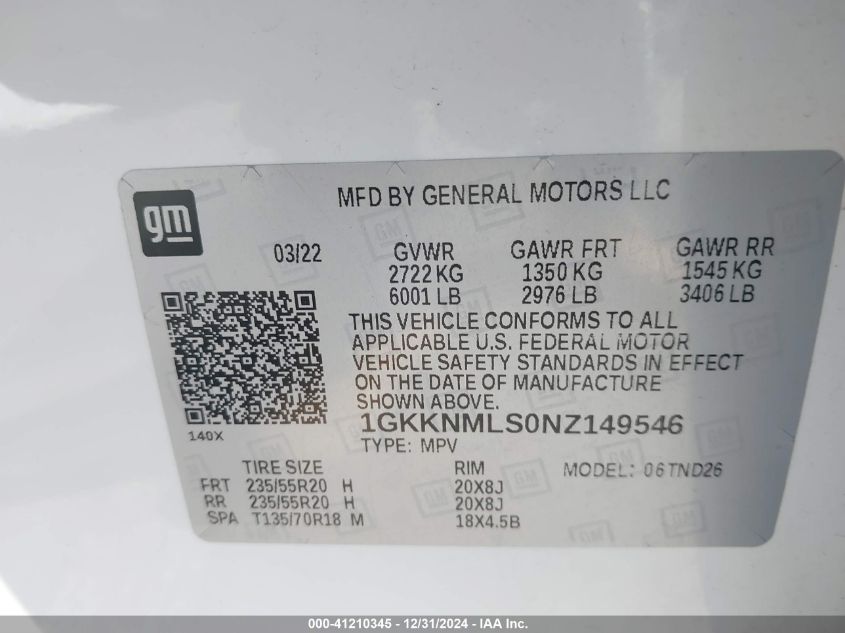 gm
MFD BY GENERAL MOTORS LLC
03/22 GVWR GAWR FRT GAWR RR
2722 KG 1350 KG 1545 KG
6001 LB 2976 LB 3406 LB
THIS VEHICLE CONFORMS TO ALL
APPLICABLE U.S. FEDERAL MOTOR
VEHICLE SAFETY STANDARDS IN EFFECT
ON THE DATE OF MANUFACTURE
SHOWN ABOVE.
140X
1GKKNMLS0NZ149546
TYPE: MPV
TIRE SIZE RIM MODEL: 06TND26
FRT 235/55R20 H 20X8J
RR 235/55R20 H 20X8J
SPA T135/70R18 M 18X4.5B
000-41210345 - 12/31/2024 - IAA Inc.